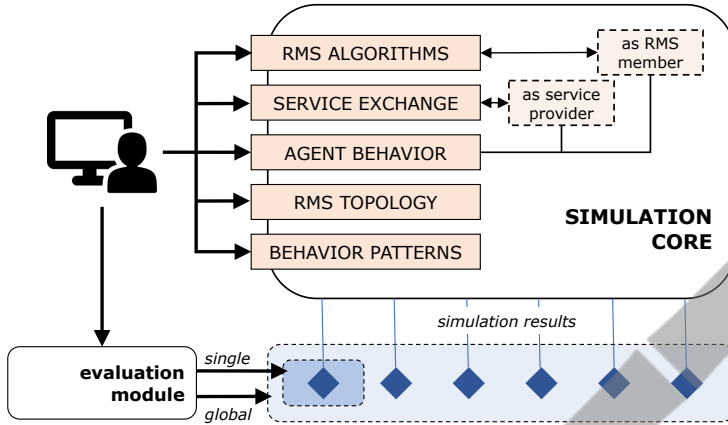 RMS ALGORITHMS
as RMS
member
SERVICE EXCHANGE
as service
provider
AGENT BEHAVIOR
RMS TOPOLOGY
SIMULATION
CORE
BEHAVIOR PATTERNS
simulation results
evaluation
module
single
global